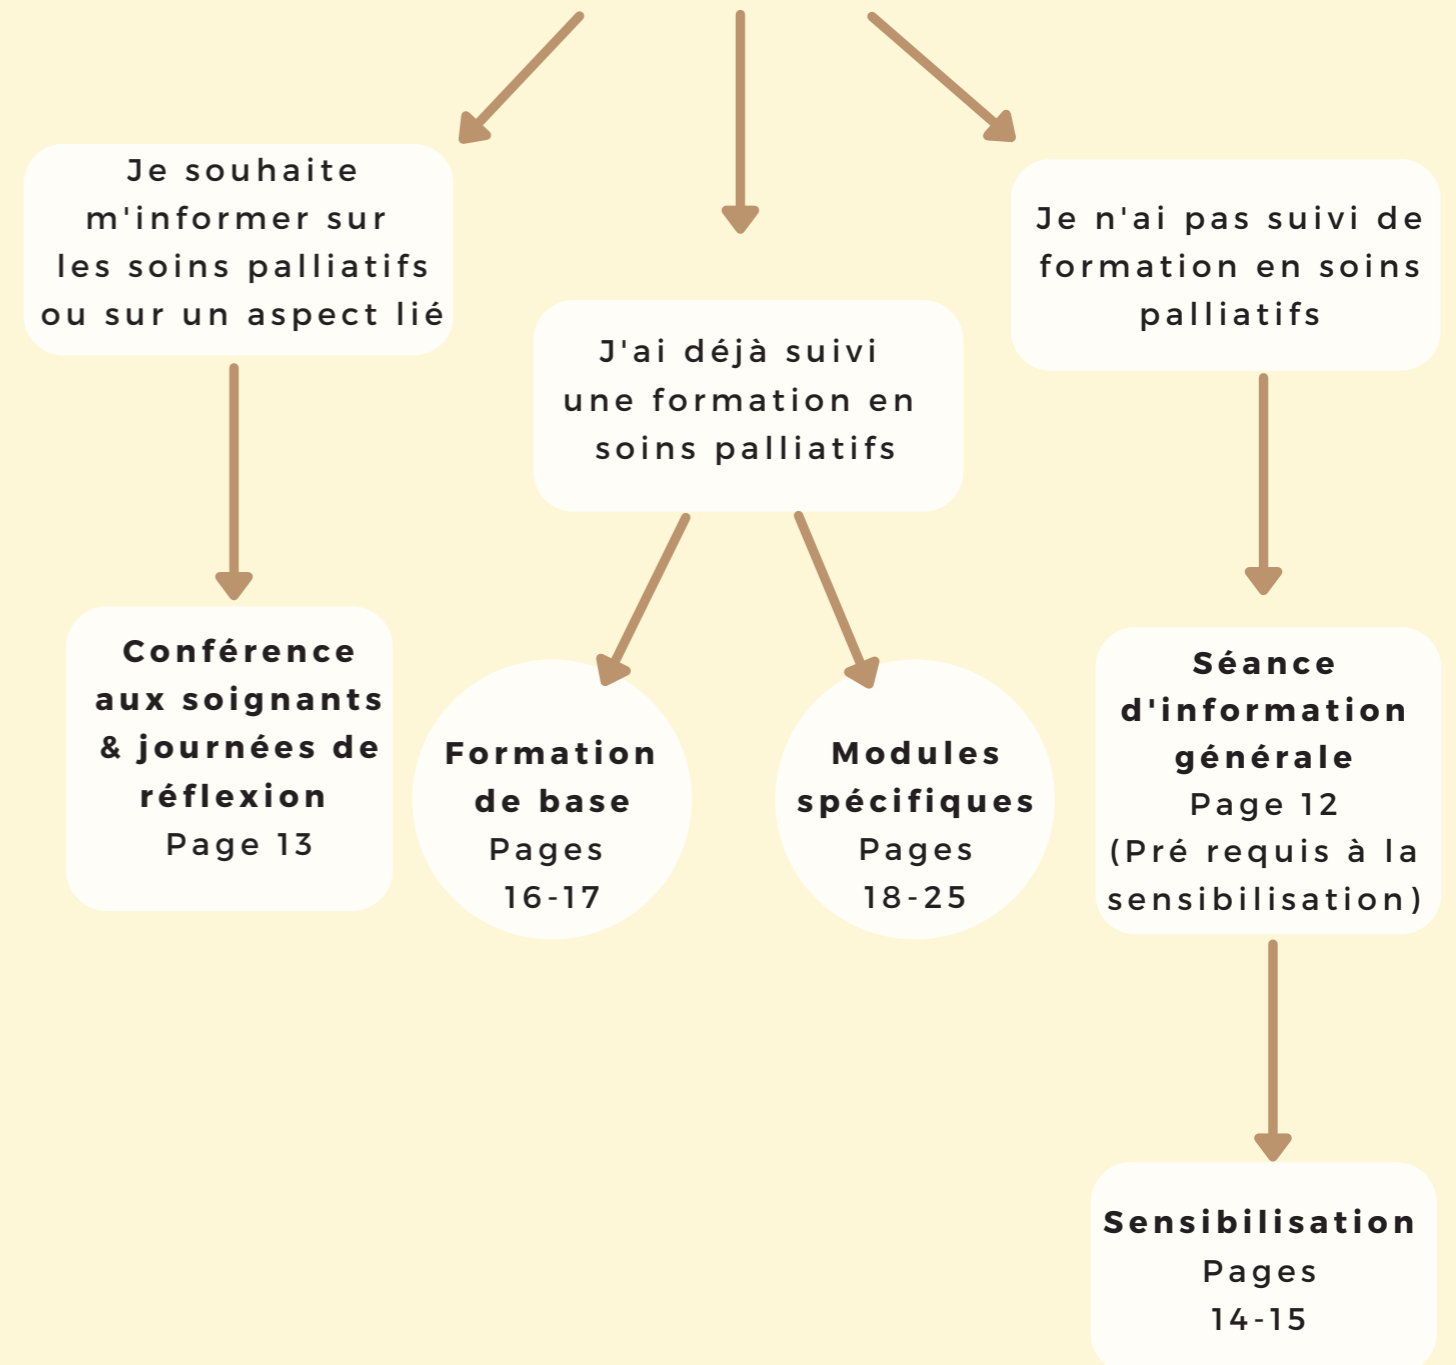 Je souhaite
m'informer sur
les soins palliatifs
ou sur un aspect lié
J'ai déjà suivi
une formation en
soins palliatifs
Je n'ai pas suivi de
formation en soins
palliatifs
Conférence
aux soignants
& journées de
réflexion
Page 13
Formation
de base
Pages
16-17
Modules
spécifiques
Pages
18-25
Séance
d'information
générale
Page 12
(Pré requis à la
sensibilisation)
Sensibilisation
Pages
14-15